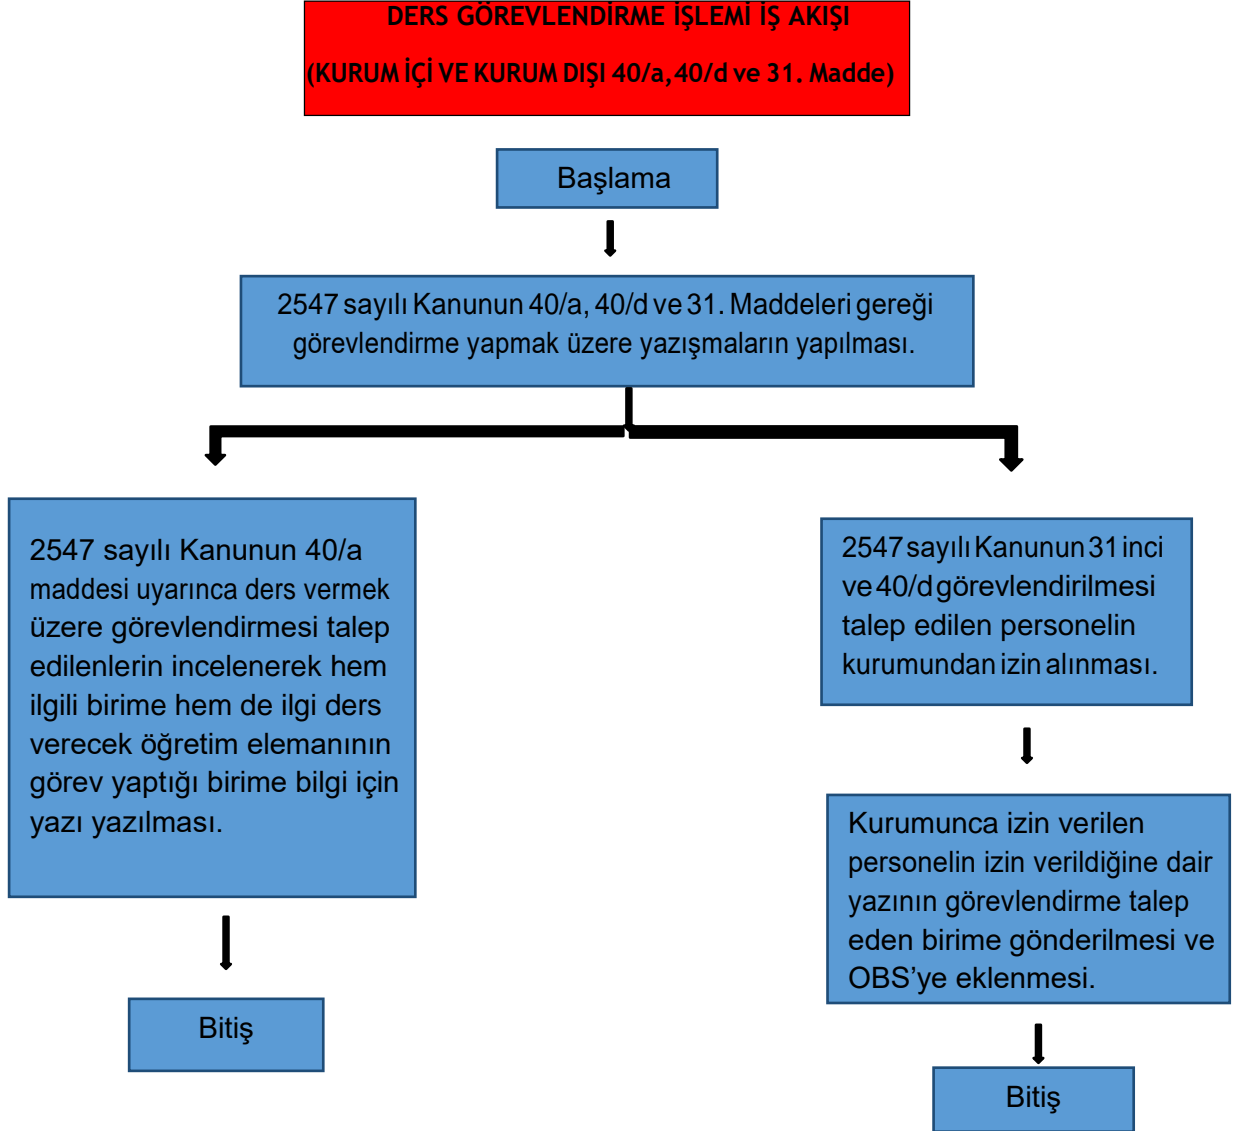 DERS GÖREVLENDİRME İŞLEMİ İŞ AKIŞI
(KURUM İÇİ VE KURUM DIŞI 40/a, 40/d ve 31. Madde)
Başlama
2547 sayılı Kanunun 40/a, 40/d ve 31. Maddeleri gereği
görevlendirme yapmak üzere yazışmaların yapılması.
2547 sayılı Kanunun 40/a
maddesi uyarınca ders vermek
üzere görevlendirmesi talep
edilenlerin incelenerek hem
ilgili birime hem de ilgi ders
verecek öğretim elemanının
görev yaptığı birime bilgi için
yazı yazılması.
Bitiş
2547 sayılı Kanunun 31 inci
ve 40/d görevlendirilmesi
talep edilen personelin
kurumundan izin alınması.
Kurumunca izin verilen
personelin izin verildiğine dair
yazının görevlendirme talep
eden birime gönderilmesi ve
OBS’ye eklenmesi.
Bitiş